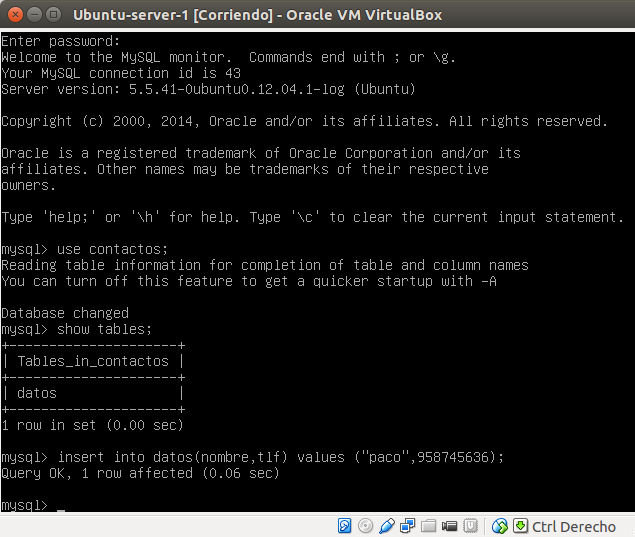 Ubuntu-server-1 [Corriendo] - Oracle VM VirtualBox
Enter password:
Welcome to the MySQL monitor.  Commands end with ; or \g.
Your MySQL connection id is 43
Server version: 5.5.41-0ubuntu0.12.04.1-log (Ubuntu)

Copyright (c) 2000, 2014, Oracle and/or its affiliates. All rights reserved.

Oracle is a registered trademark of Oracle Corporation and/or its
affiliates. Other names may be trademarks of their respective
owners.

Type 'help;' or '\h' for help. Type '\c' to clear the current input statement.

mysql> use contactos;
Reading table information for completion of table and column names
You can turn off this feature to get a quicker startup with -A

Database changed
mysql> show tables;
+---------------------+
| Tables_in_contactos |
+---------------------+
| datos               |
+---------------------+
1 row in set (0.00 sec)

mysql> insert into datos(nombre,tlf) values ("paco",958745636);
Query OK, 1 row affected (0.06 sec)

mysql> _
Ctrl Derecho